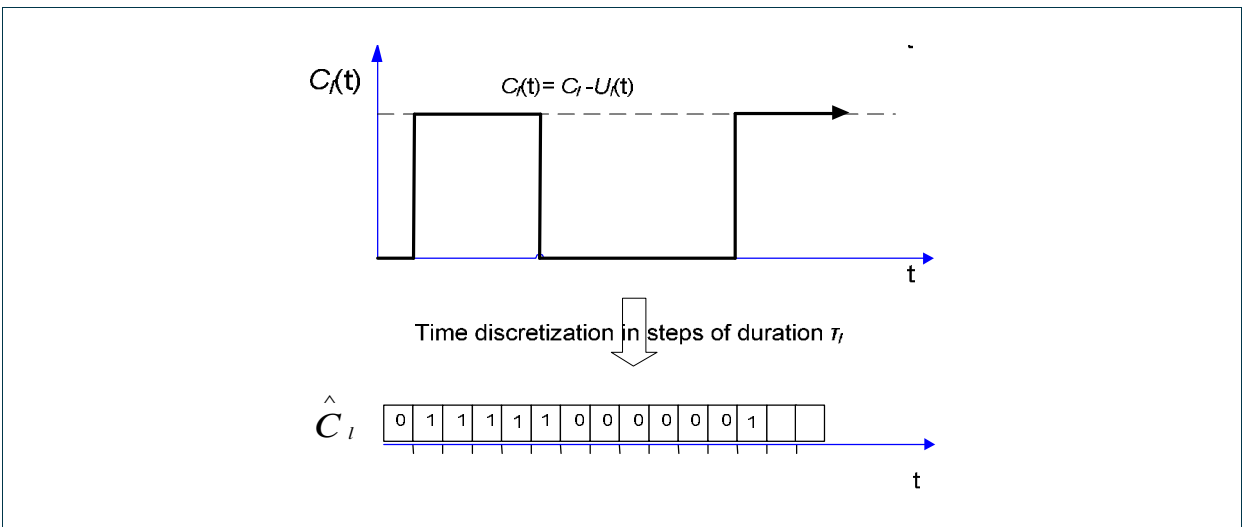 C_l(t)
C_l(t)= C_l -U_l(t)
t
Time discretization in steps of duration τ_l
^
C l
0 1 1 1 1 1 0 0 0 0 0 0 1
t